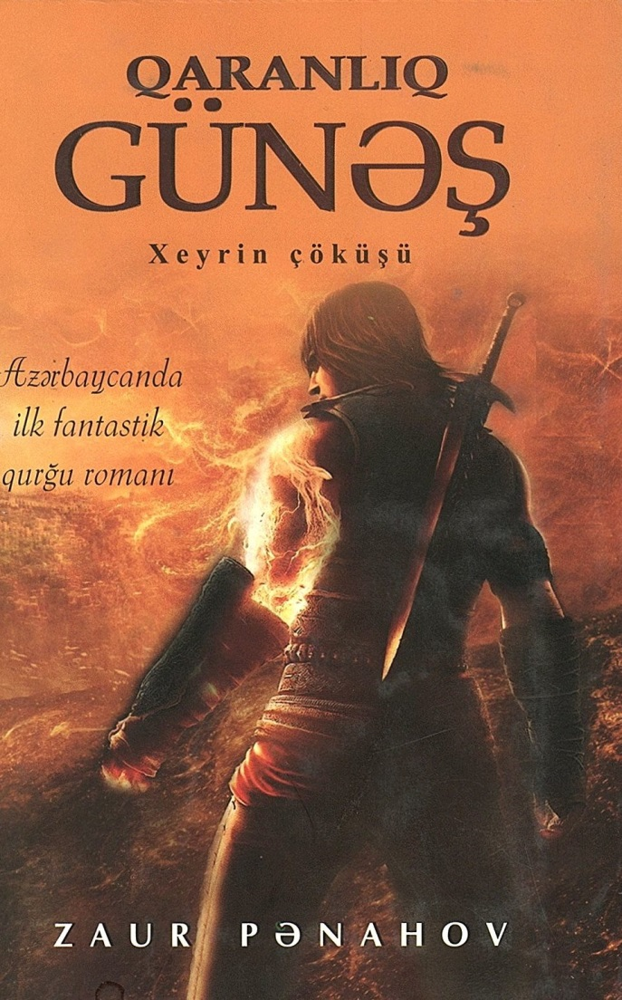 QARANLIQ
GÜNƏŞ
Xeyrin çöküşü
Azərbaycanda
ilk fantastik
qurğu romanı
ZAUR PƏNAHOV